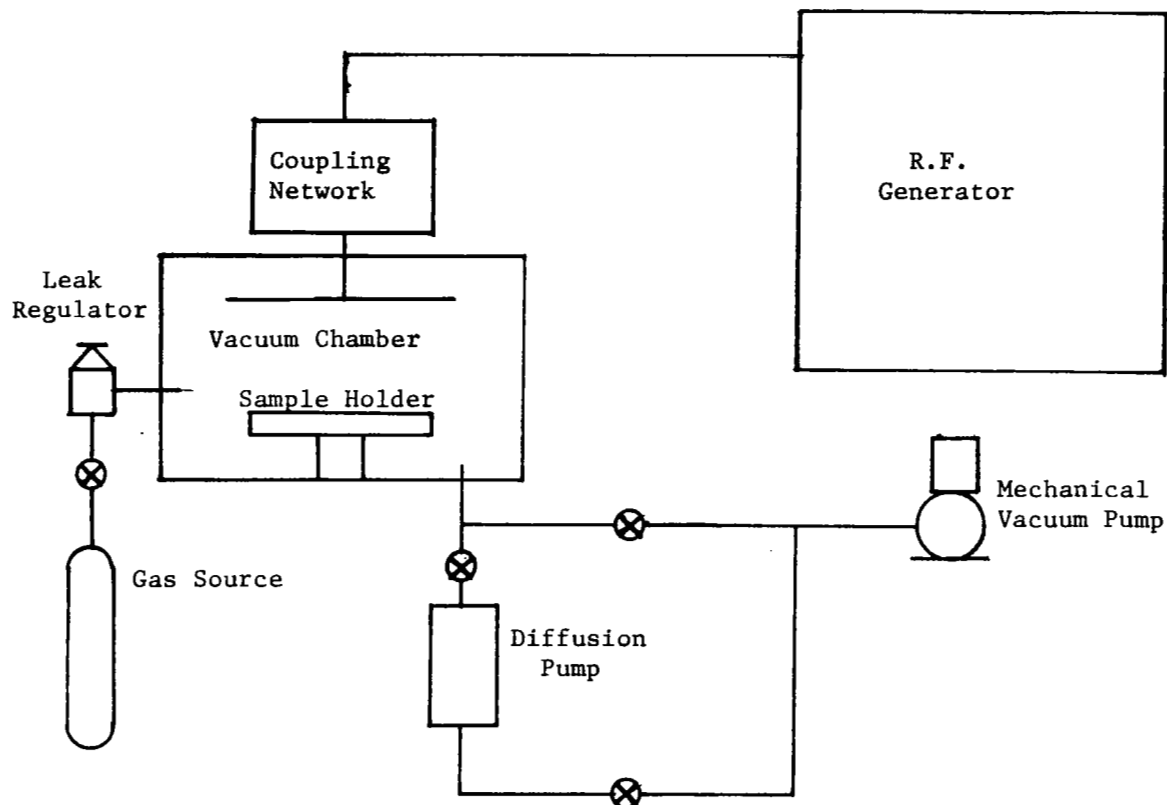 R.F.
Generator
Coupling
Network
Leak
Regulator
Vacuum Chamber
Sample Holder
Mechanical
Vacuum Pump
Gas Source
Diffusion
Pump